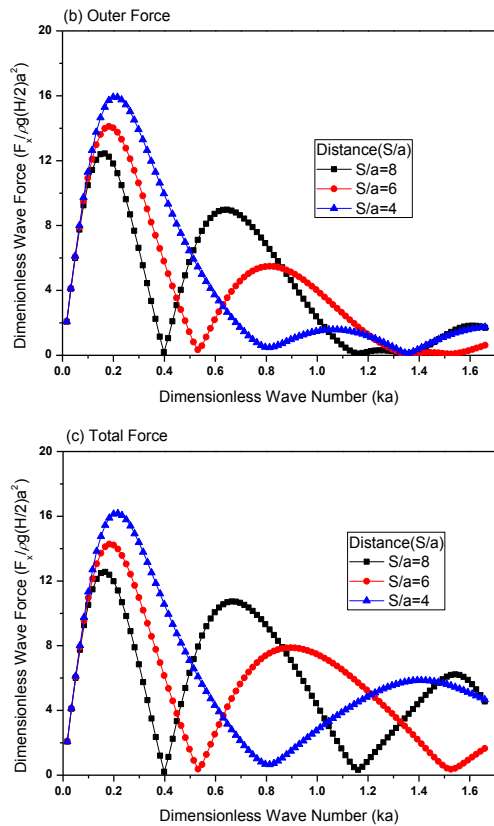 (b) Outer Force
Dimenionless Wave Force (Fₓ/ρg(H/2)a²)
20
16
12
8
4
0
Distance(S/a)
S/a=8
S/a=6
S/a=4
0.0 0.2 0.4 0.6 0.8 1.0 1.2 1.4 1.6
Dimensionless Wave Number (ka)
(c) Total Force
Dimenionless Wave Force (Fₓ/ρg(H/2)a²)
20
16
12
8
4
0
Distance(S/a)
S/a=8
S/a=6
S/a=4
0.0 0.2 0.4 0.6 0.8 1.0 1.2 1.4 1.6
Dimensionless Wave Number (ka)